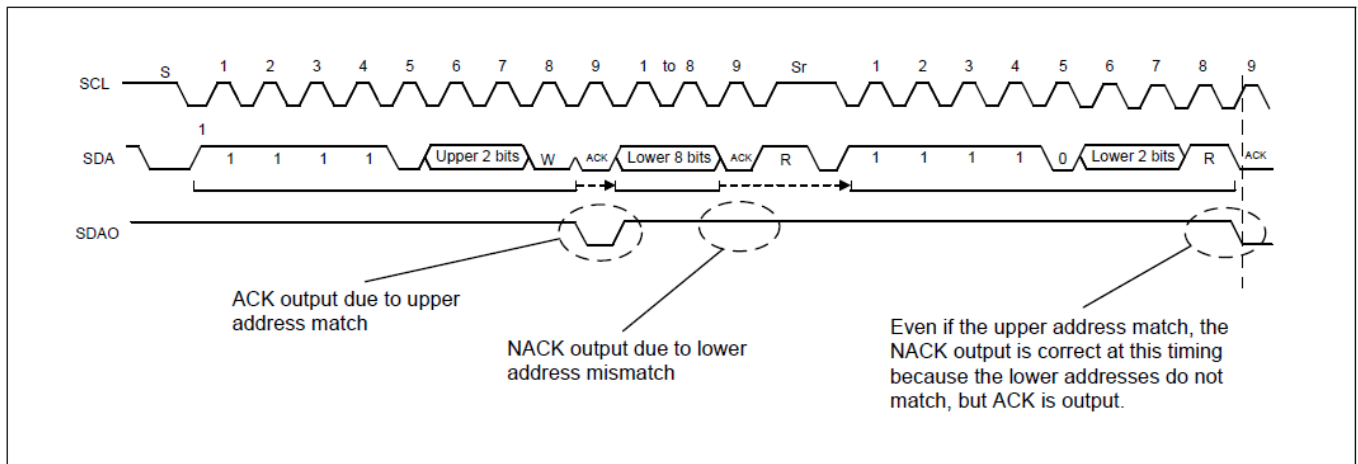 S 1 2 3 4 5 6 7 8 9 1 to 8 9 Sr 1 2 3 4 5 6 7 8 9
SCL
1
SDA 1 1 1 1 Upper 2 bits W ACK Lower 8 bits ACK R 1 1 1 1 0 Lower 2 bits R ACK
SDAO
ACK output due to upper
address match
NACK output due to lower
address mismatch
Even if the upper address match, the
NACK output is correct at this timing
because the lower addresses do not
match, but ACK is output.